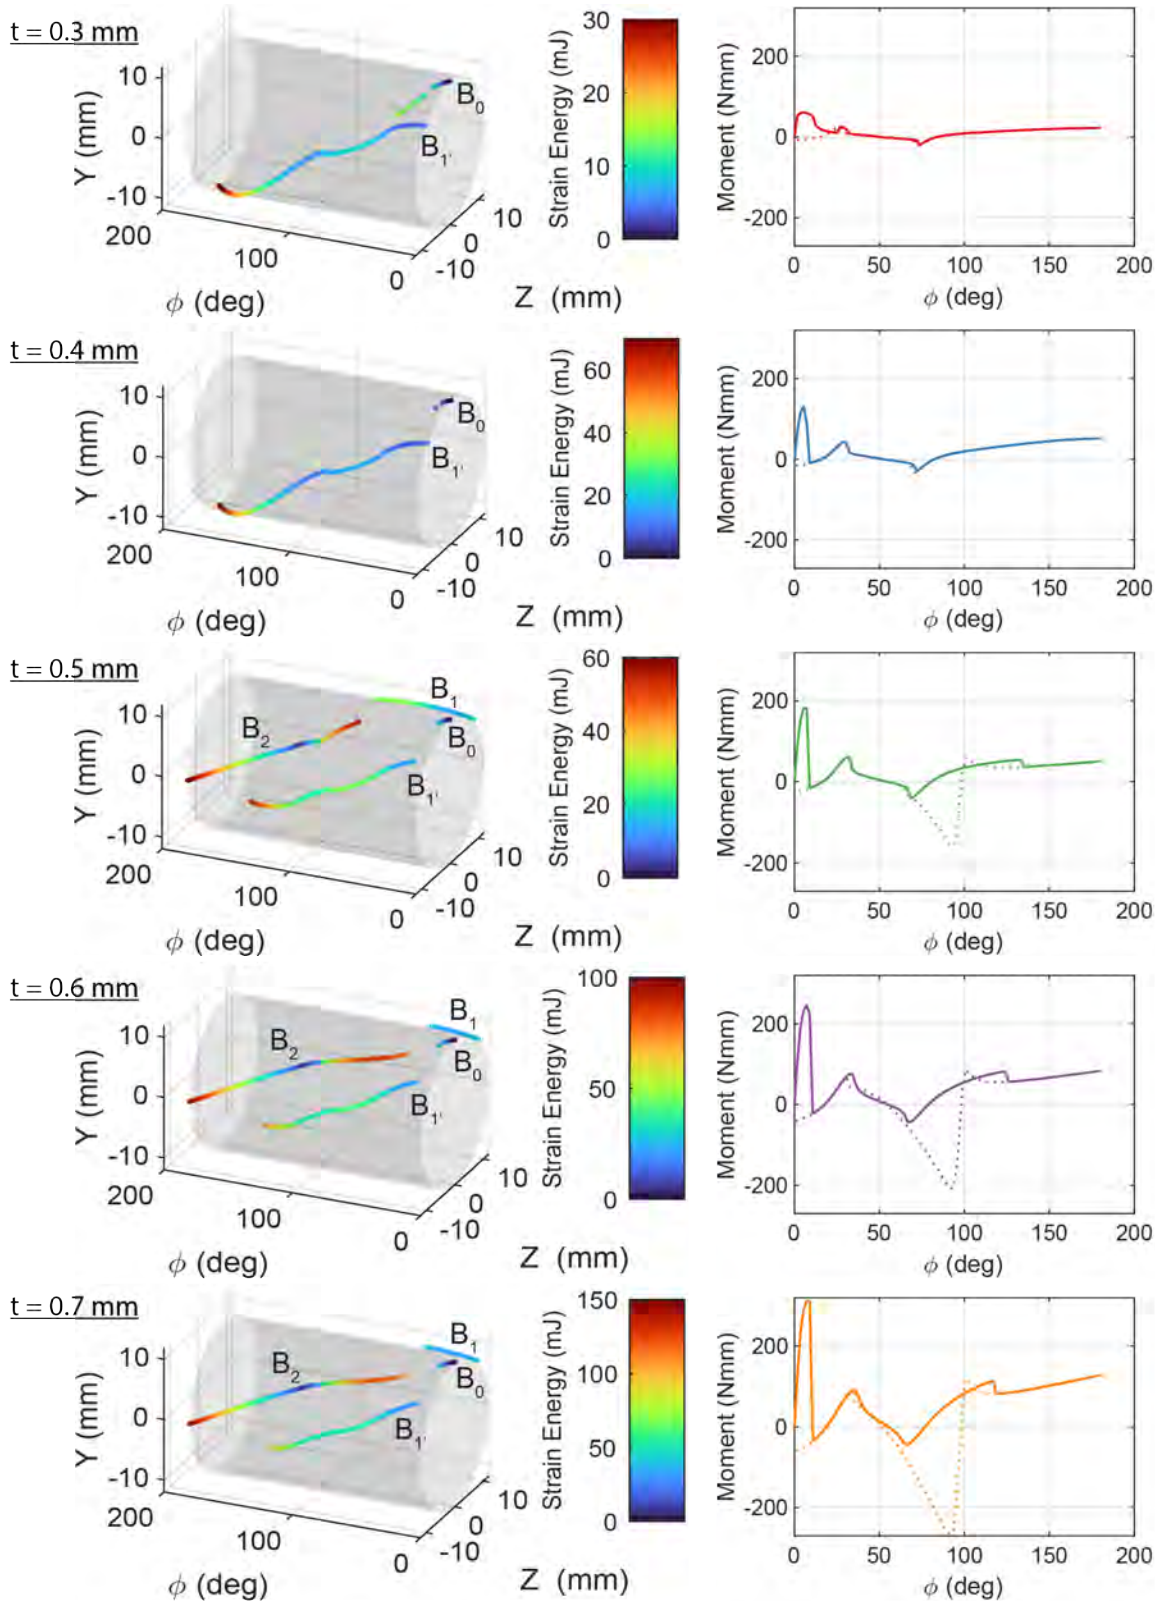 t = 0.3 mm
Y (mm)
10
0
-10
200
100
0
ϕ (deg)
10
0
-10
Z (mm)
B0
B1'
Strain Energy (mJ)
30
20
10
0
Moment (Nmm)
200
0
-200
0 50 100 150 200
ϕ (deg)
t = 0.4 mm
Y (mm)
10
0
-10
200
100
0
ϕ (deg)
10
0
-10
Z (mm)
B0
B1'
Strain Energy (mJ)
60
40
20
0
Moment (Nmm)
200
0
-200
0 50 100 150 200
ϕ (deg)
t = 0.5 mm
Y (mm)
10
0
-10
200
100
0
ϕ (deg)
10
0
-10
Z (mm)
B1
B2
B0
B1'
Strain Energy (mJ)
60
40
20
0
Moment (Nmm)
200
0
-200
0 50 100 150 200
ϕ (deg)
t = 0.6 mm
Y (mm)
10
0
-10
200
100
0
ϕ (deg)
10
0
-10
Z (mm)
B1
B2
B0
B1'
Strain Energy (mJ)
100
50
0
Moment (Nmm)
200
0
-200
0 50 100 150 200
ϕ (deg)
t = 0.7 mm
Y (mm)
10
0
-10
200
100
0
ϕ (deg)
10
0
-10
Z (mm)
B1
B2
B0
B1'
Strain Energy (mJ)
150
100
50
0
Moment (Nmm)
200
0
-200
0 50 100 150 200
ϕ (deg)